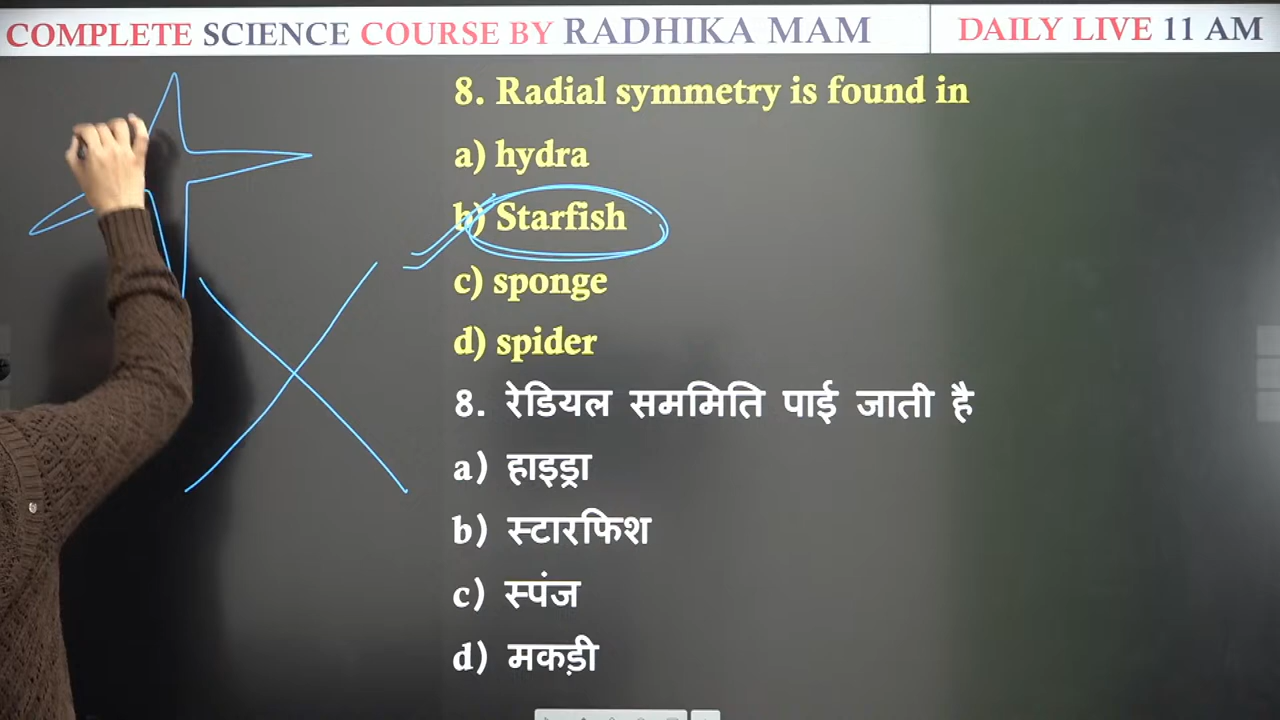 COMPLETE SCIENCE COURSE BY RADHIKA MAM
DAILY LIVE 11 AM
8. Radial symmetry is found in
a) hydra
b) Starfish
c) sponge
d) spider
8. रेडियल सममिति पाई जाती है
a) हाइड्रा
b) स्टारफिश
c) स्पंज
d) मकड़ी